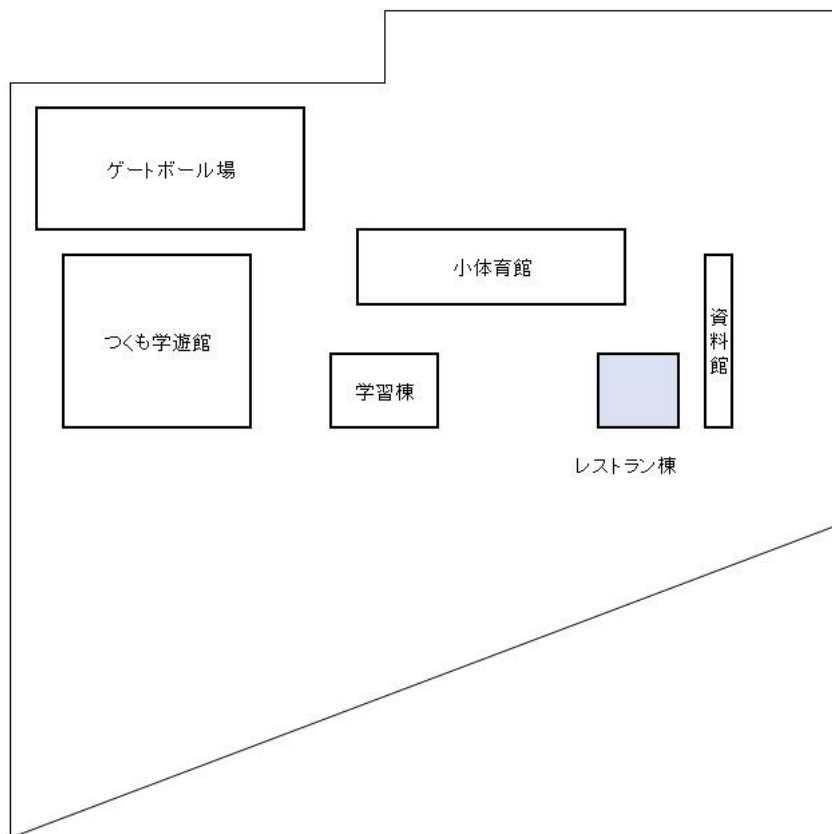 ゲートボール場
小体育館
つくも学遊館
資料館
学習棟
レストラン棟